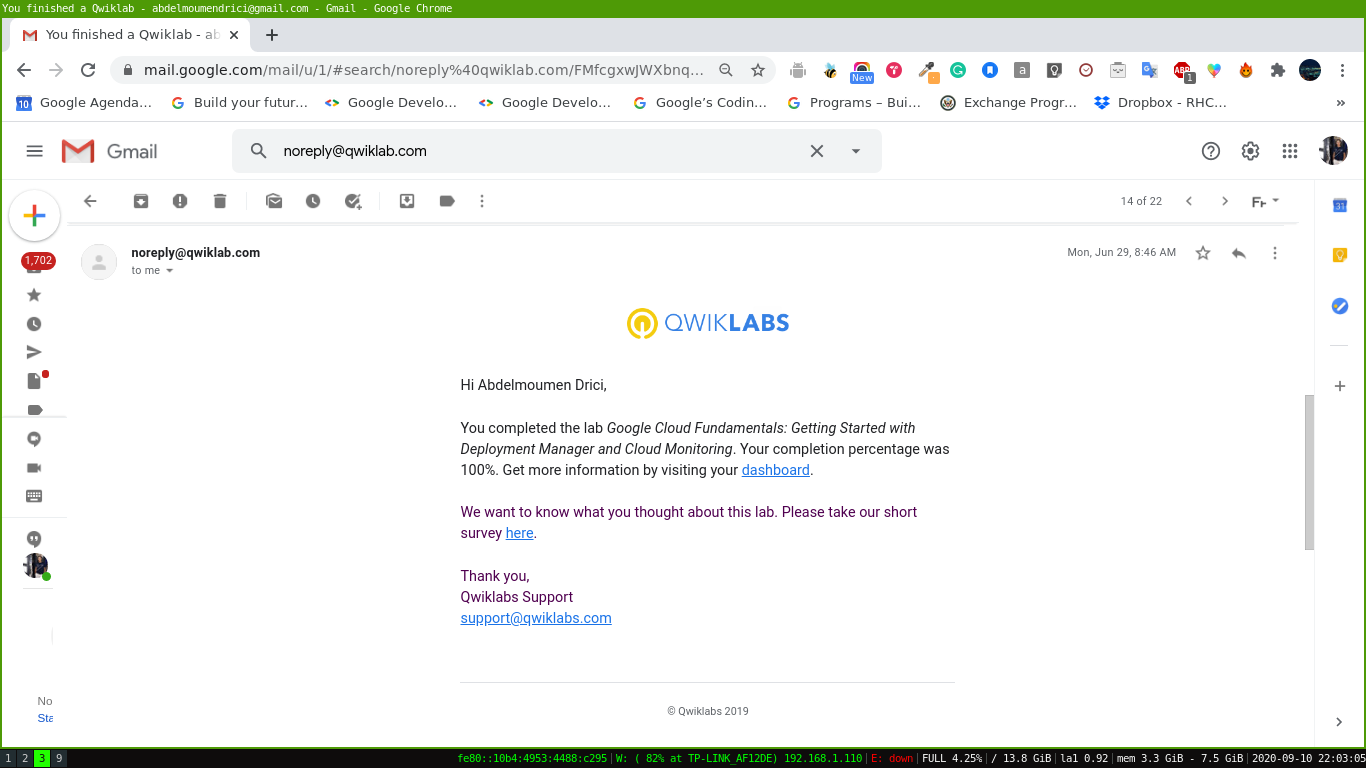 You finished a Qwiklab - abdelmoumendrici@gmail.com - Gmail - Google Chrome
You finished a Qwiklab - ab
mail.google.com/mail/u/1/#search/noreply%40qwiklab.com/FMfcgxwJWXbnq...
New
1
Google Agenda...
Build your futur...
Google Develo...
Google Develo...
Google's Codin...
Programs – Bui...
Exchange Progr...
Dropbox - RHC...
»
Gmail
noreply@qwiklab.com
14 of 22
1,702
noreply@qwiklab.com
to me
Mon, Jun 29, 8:46 AM
QWIKLABS
Hi Abdelmoumen Drici,
You completed the lab Google Cloud Fundamentals: Getting Started with
Deployment Manager and Cloud Monitoring. Your completion percentage was
100%. Get more information by visiting your dashboard.
We want to know what you thought about this lab. Please take our short
survey here.
Thank you,
Qwiklabs Support
support@qwiklabs.com
© Qwiklabs 2019
No
Sta
1 2 3 9
fe80::10b4:4953:4488:c295 | W: ( 82% at TP-LINK_AF12DE) 192.168.1.110 | E: down | FULL 4.25% | / 13.8 GiB | la1 0.92 | mem 3.3 GiB - 7.5 GiB | 2020-09-10 22:03:05